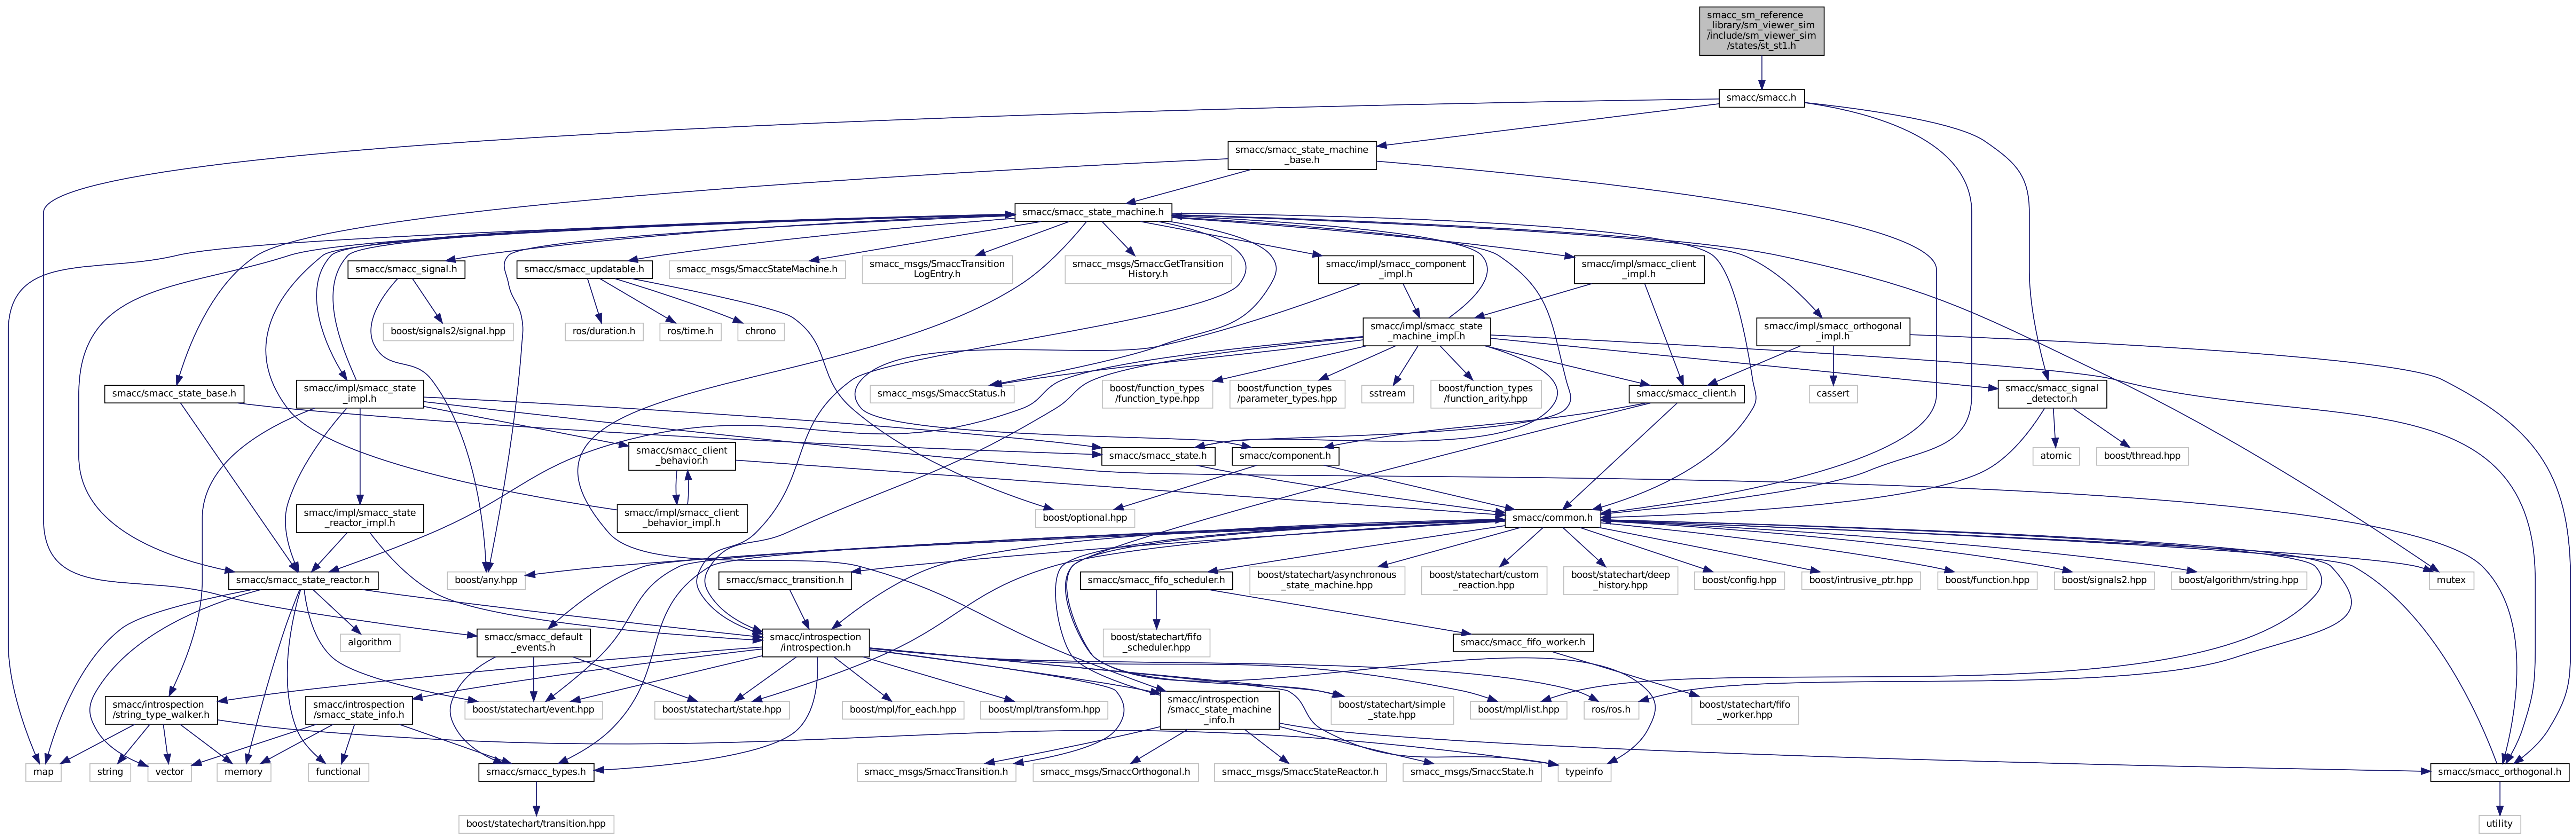 smacc_sm_reference
_library/sm_viewer_sim
/include/sm_viewer_sim
/states/st_st1.h
smacc/smacc.h
smacc/smacc_state_machine
_base.h
smacc/smacc_state_machine.h
smacc/smacc_signal.h
smacc/smacc_updatable.h
smacc_msgs/SmaccStateMachine.h
smacc_msgs/SmaccTransition
LogEntry.h
smacc_msgs/SmaccGetTransition
History.h
smacc/impl/smacc_component
_impl.h
smacc/impl/smacc_client
_impl.h
boost/signals2/signal.hpp
ros/duration.h
ros/time.h
chrono
smacc/impl/smacc_state
_machine_impl.h
smacc/impl/smacc_orthogonal
_impl.h
smacc/smacc_state_base.h
smacc/impl/smacc_state
_impl.h
smacc_msgs/SmaccStatus.h
boost/function_types
/function_type.hpp
boost/function_types
/parameter_types.hpp
sstream
boost/function_types
/function_arity.hpp
smacc/smacc_client.h
cassert
smacc/smacc_signal
_detector.h
smacc/smacc_client
_behavior.h
smacc/smacc_state.h
smacc/component.h
atomic
boost/thread.hpp
smacc/impl/smacc_state
_reactor_impl.h
smacc/impl/smacc_client
_behavior_impl.h
boost/optional.hpp
smacc/common.h
smacc/smacc_state_reactor.h
boost/any.hpp
smacc/smacc_transition.h
smacc/smacc_fifo_scheduler.h
boost/statechart/asynchronous
_state_machine.hpp
boost/statechart/custom
_reaction.hpp
boost/statechart/deep
_history.hpp
boost/config.hpp
boost/intrusive_ptr.hpp
boost/function.hpp
boost/signals2.hpp
boost/algorithm/string.hpp
mutex
algorithm
smacc/smacc_default
_events.h
smacc/introspection
/introspection.h
boost/statechart/fifo
_scheduler.hpp
smacc/smacc_fifo_worker.h
smacc/introspection
/string_type_walker.h
smacc/introspection
/smacc_state_info.h
boost/statechart/event.hpp
boost/statechart/state.hpp
boost/mpl/for_each.hpp
boost/mpl/transform.hpp
smacc/introspection
/smacc_state_machine
_info.h
boost/statechart/simple
_state.hpp
boost/mpl/list.hpp
ros/ros.h
boost/statechart/fifo
_worker.hpp
map
string
vector
memory
functional
smacc/smacc_types.h
smacc_msgs/SmaccTransition.h
smacc_msgs/SmaccOrthogonal.h
smacc_msgs/SmaccStateReactor.h
smacc_msgs/SmaccState.h
typeinfo
smacc/smacc_orthogonal.h
boost/statechart/transition.hpp
utility